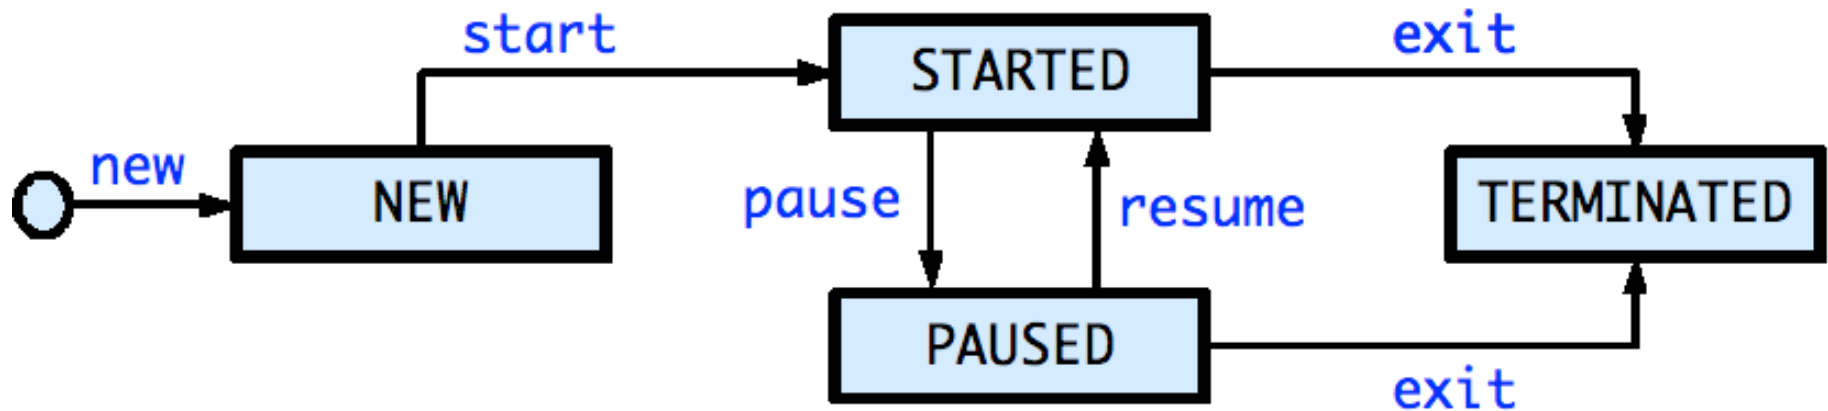 start
exit
STARTED
new
NEW
pause
resume
TERMINATED
PAUSED
exit